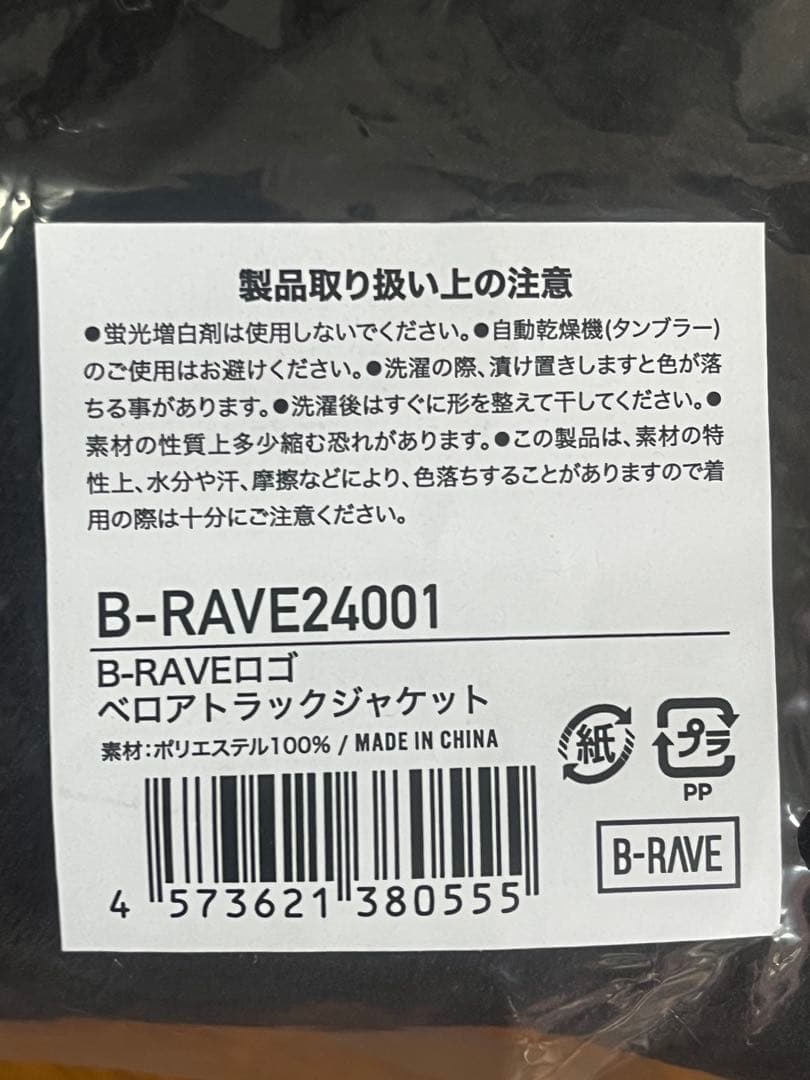 製品取り扱い上の注意
●蛍光増白剤は使用しないでください。●自動乾燥機(タンブラー)
のご使用はお避けください。●洗濯の際、漬け置きしますと色が落
ちる事があります。●洗濯後はすぐに形を整えて干してください。●
素材の性質上多少縮む恐れがあります。●この製品は、素材の特
性上、水分や汗、摩擦などにより、色落ちすることがありますので着
用の際は十分にご注意ください。
B-RAVE24001
B-RAVEロゴ
ベロアトラックジャケット
素材:ポリエステル100% / MADE IN CHINA
紙
プラ
PP
B-RAVE
4 573621 380555